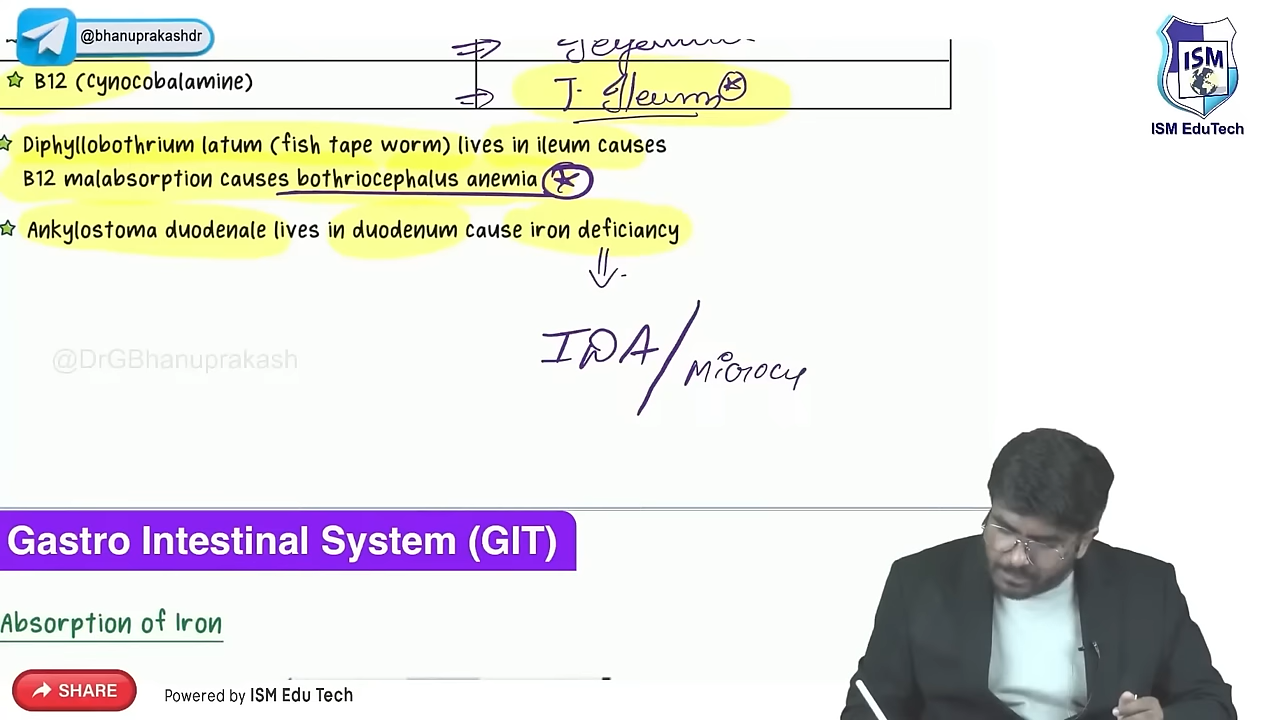 @bhanuprakashdr
B12 (Cynocobalamine)
T. Ileum
Diphyllobothrium latum (fish tape worm) lives in ileum causes
B12 malabsorption causes bothriocephalus anemia
Ankylostoma duodenale lives in duodenum cause iron deficiancy
IDA/Microcy
@DrGBhanuprakash
Gastro Intestinal System (GIT)
Absorption of Iron
SHARE
Powered by ISM Edu Tech
ISM
ISM EduTech